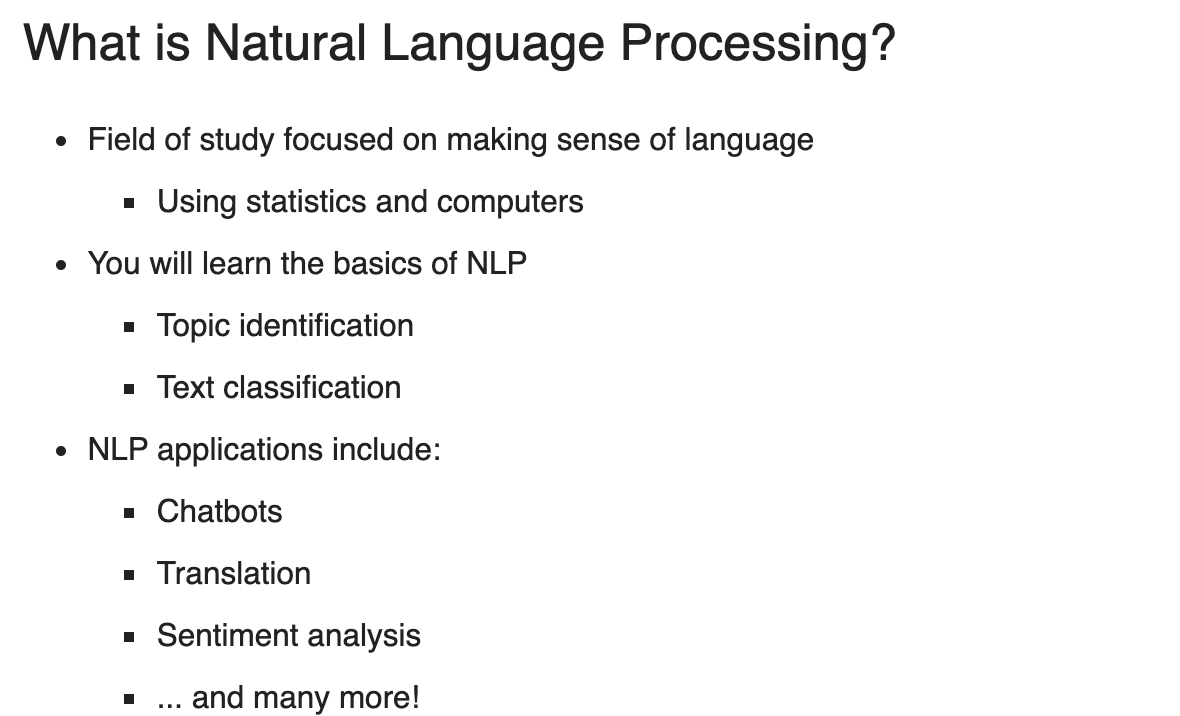 What is Natural Language Processing?
• Field of study focused on making sense of language
▪ Using statistics and computers
• You will learn the basics of NLP
▪ Topic identification
▪ Text classification
• NLP applications include:
▪ Chatbots
▪ Translation
▪ Sentiment analysis
▪ ... and many more!